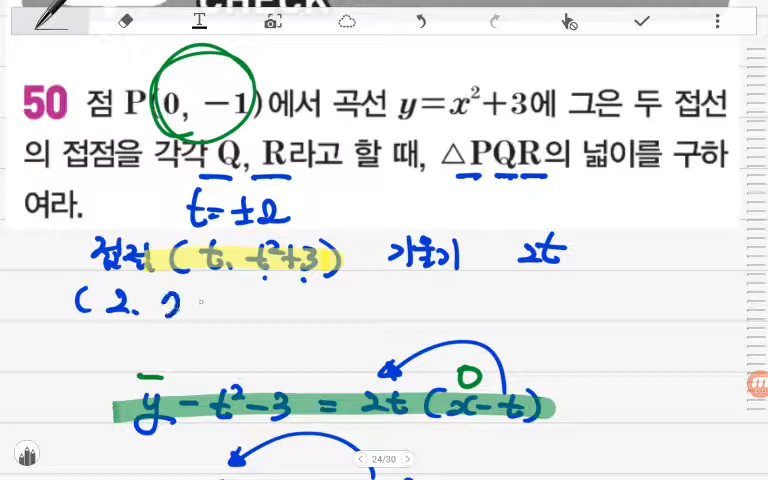 50 점 P(0, −1)에서 곡선 y=x²+3에 그은 두 접선
의 접점을 각각 Q, R라고 할 때, △PQR의 넓이를 구하
여라.
t=±2
접점 (t, t²+3) 기울기 2t
(2,
0
y − t² − 3 = 2t (x − t)
24/30